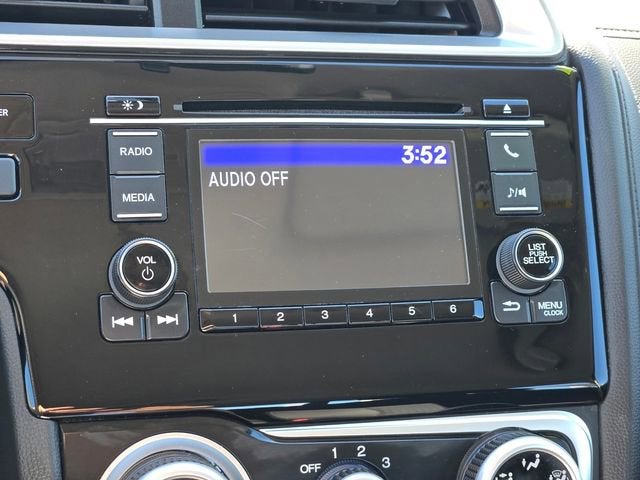 ER
RADIO
MEDIA
3:52
AUDIO OFF
VOL
LIST
PUSH
SELECT
1 2 3 4 5 6
MENU
CLOCK
OFF 1 2 3